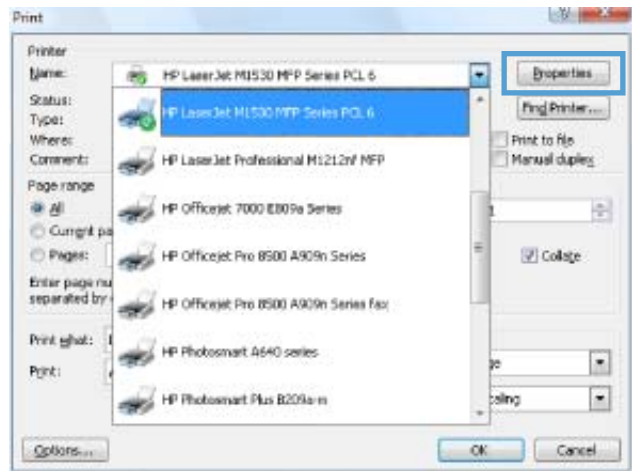 Print
Printer
Name: HP LaserJet M1530 MFP Series PCL 6
Properties
Status:
HP LaserJet M1530 MFP Series PCL 6
Find Printer...
Type:
Where:
Print to file
Comment:
HP LaserJet Professional M1212nf MFP
Manual duplex
Page range
All
HP Officejet 7000 E809a Series
1
Current pa
Pages:
HP Officejet Pro 8500 A909n Series
Collate
Enter page nu
separated by
HP Officejet Pro 8500 A909n Series fax
Print what:
HP Photosmart A640 series
ge
Print:
HP Photosmart Plus B209a-m
caling
Options...
OK
Cancel